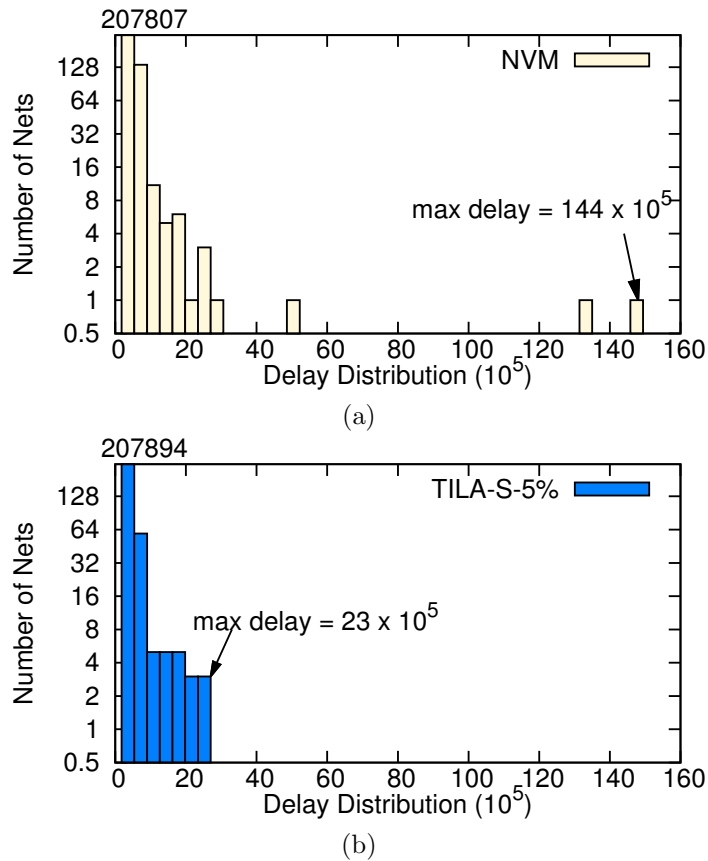 207807
NVM
128
64
32
16
8
4
2
1
0.5
Number of Nets
max delay = 144 x 10^5
0 20 40 60 80 100 120 140 160
Delay Distribution (10^5)
(a)
207894
TILA-S-5%
128
64
32
16
8
4
2
1
0.5
Number of Nets
max delay = 23 x 10^5
0 20 40 60 80 100 120 140 160
Delay Distribution (10^5)
(b)